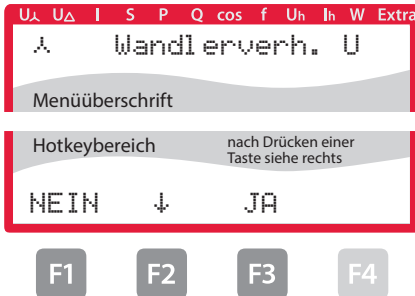 U⅄ U△ I S P Q cos f Uh Ih W Extra
⅄ Wandlerverh. U
Menüüberschrift
Hotkeybereich nach Drücken einer
Taste siehe rechts
NEIN ↓ JA
F1 F2 F3 F4